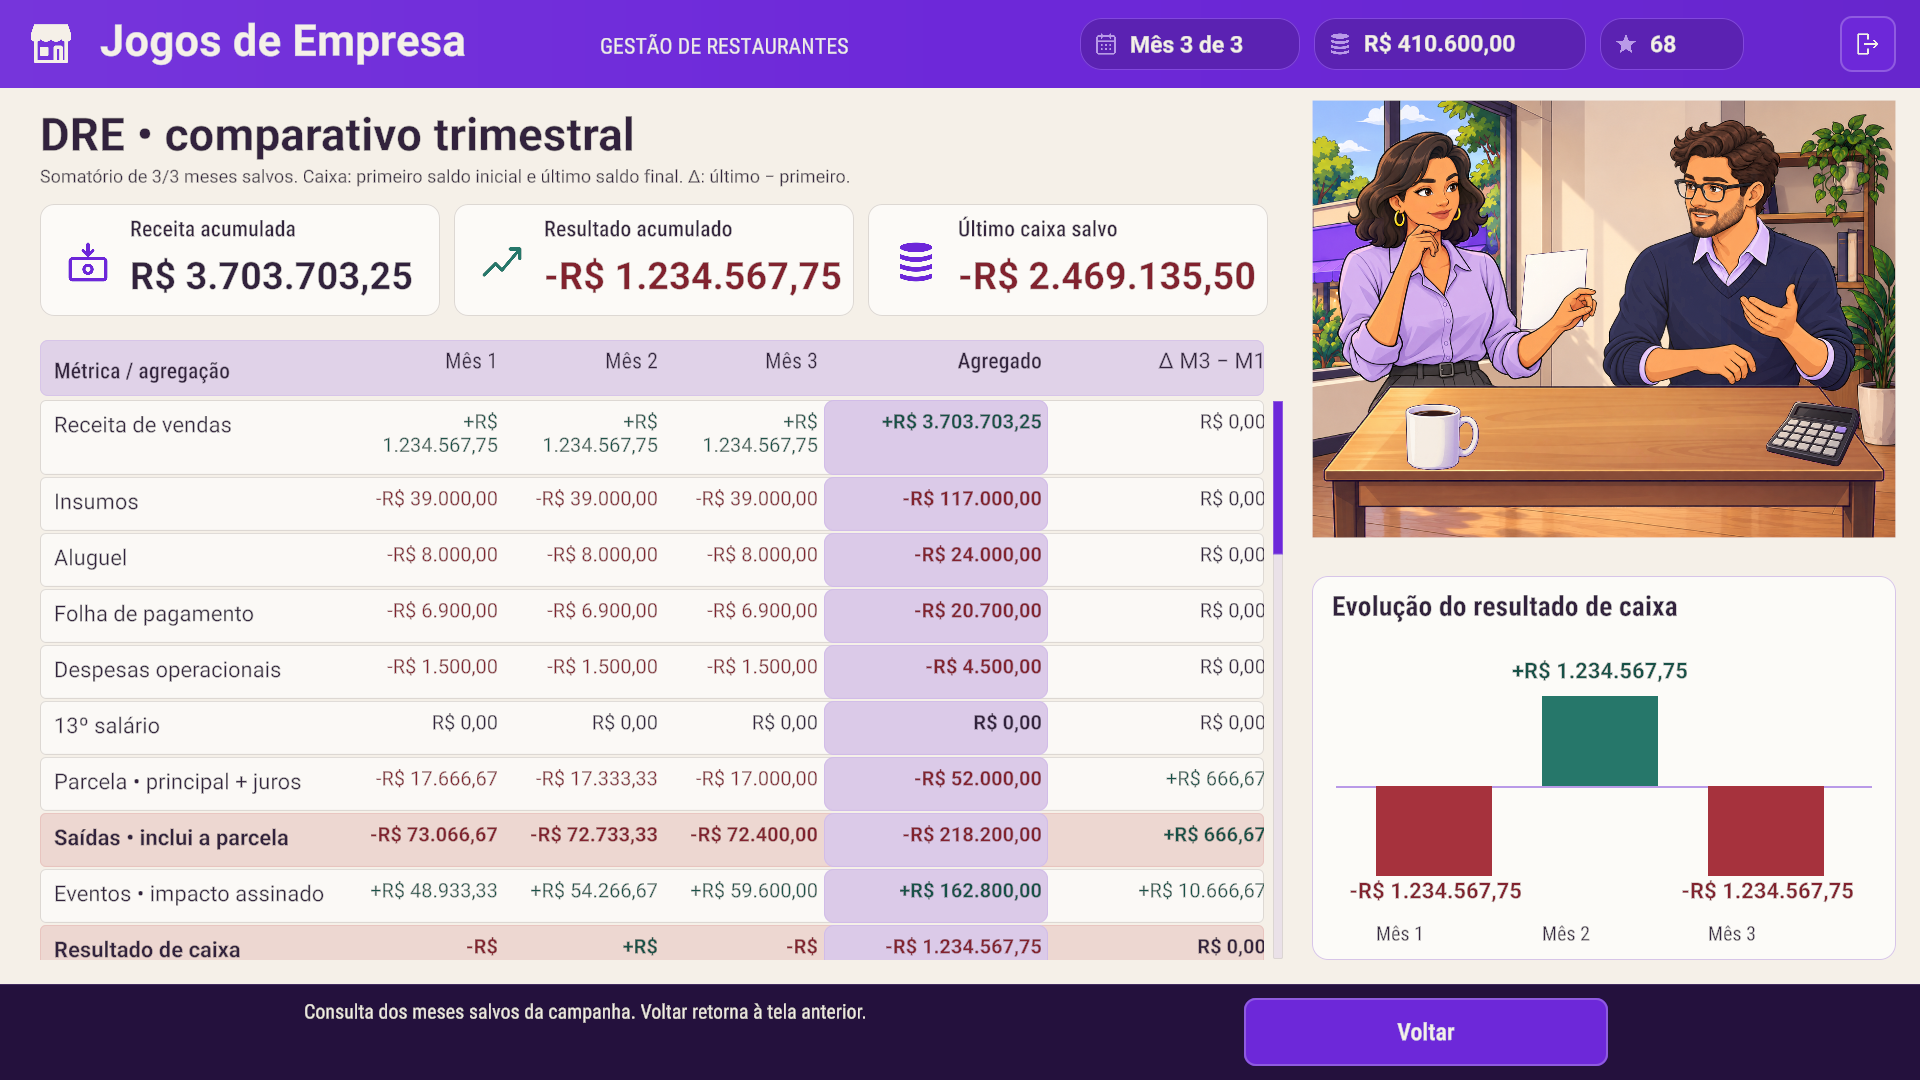 Jogos de Empresa
GESTÃO DE RESTAURANTES
Mês 3 de 3
R$ 410.600,00
68
DRE • comparativo trimestral
Somatório de 3/3 meses salvos. Caixa: primeiro saldo inicial e último saldo final. Δ: último − primeiro.
Receita acumulada
R$ 3.703.703,25
Resultado acumulado
-R$ 1.234.567,75
Último caixa salvo
-R$ 2.469.135,50
Métrica / agregação Mês 1 Mês 2 Mês 3 Agregado Δ M3 − M1
Receita de vendas +R$ 1.234.567,75 +R$ 1.234.567,75 +R$ 1.234.567,75 +R$ 3.703.703,25 R$ 0,00
Insumos -R$ 39.000,00 -R$ 39.000,00 -R$ 39.000,00 -R$ 117.000,00 R$ 0,00
Aluguel -R$ 8.000,00 -R$ 8.000,00 -R$ 8.000,00 -R$ 24.000,00 R$ 0,00
Folha de pagamento -R$ 6.900,00 -R$ 6.900,00 -R$ 6.900,00 -R$ 20.700,00 R$ 0,00
Despesas operacionais -R$ 1.500,00 -R$ 1.500,00 -R$ 1.500,00 -R$ 4.500,00 R$ 0,00
13º salário R$ 0,00 R$ 0,00 R$ 0,00 R$ 0,00 R$ 0,00
Parcela • principal + juros -R$ 17.666,67 -R$ 17.333,33 -R$ 17.000,00 -R$ 52.000,00 +R$ 666,67
Saídas • inclui a parcela -R$ 73.066,67 -R$ 72.733,33 -R$ 72.400,00 -R$ 218.200,00 +R$ 666,67
Eventos • impacto assinado +R$ 48.933,33 +R$ 54.266,67 +R$ 59.600,00 +R$ 162.800,00 +R$ 10.666,67
Resultado de caixa -R$ +R$ -R$ -R$ 1.234.567,75 R$ 0,00
Evolução do resultado de caixa
+R$ 1.234.567,75
-R$ 1.234.567,75
-R$ 1.234.567,75
Mês 1 Mês 2 Mês 3
Consulta dos meses salvos da campanha. Voltar retorna à tela anterior.
Voltar